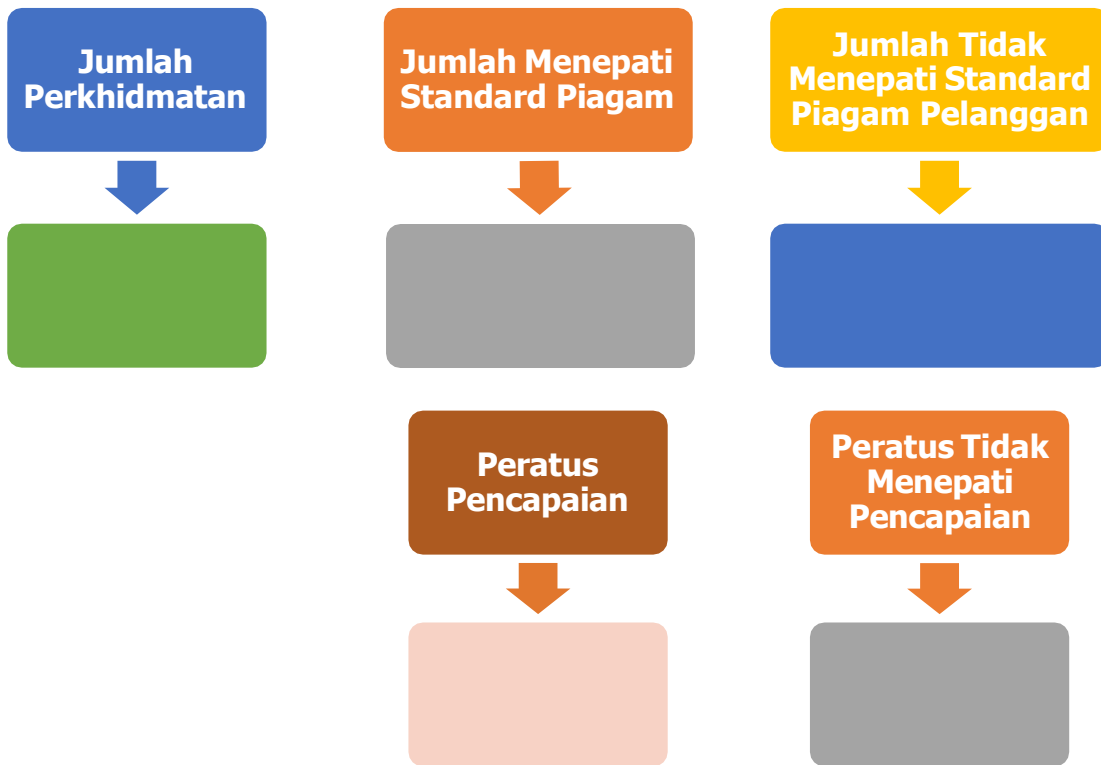 Jumlah
Perkhidmatan
Jumlah Menepati
Standard Piagam
Jumlah Tidak
Menepati Standard
Piagam Pelanggan
Peratus
Pencapaian
Peratus Tidak
Menepati
Pencapaian